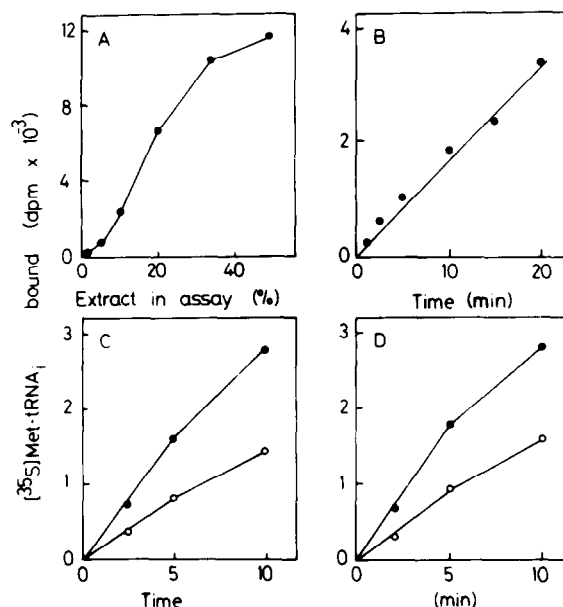 A
B
12
8
4
0
0 20 40
Extract in assay (%)
4
2
0
0 10 20
Time (min)
bound (dpm x 10⁻³)
[³⁵S]Met-tRNAᵢ
C
D
3
2
1
0
0 5 10
Time
3
2
1
0
0 5 10
(min)